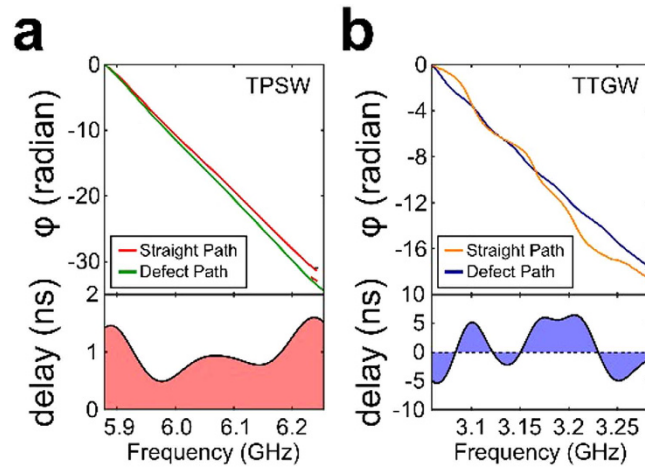 a
TPSW
φ (radian)
0
-10
-20
-30
Straight Path
Defect Path
delay (ns)
2
1
0
5.9 6.0 6.1 6.2
Frequency (GHz)
b
TTGW
φ (radian)
0
-4
-8
-12
-16
Straight Path
Defect Path
delay (ns)
10
5
0
-5
-10
3.1 3.15 3.2 3.25
Frequency (GHz)